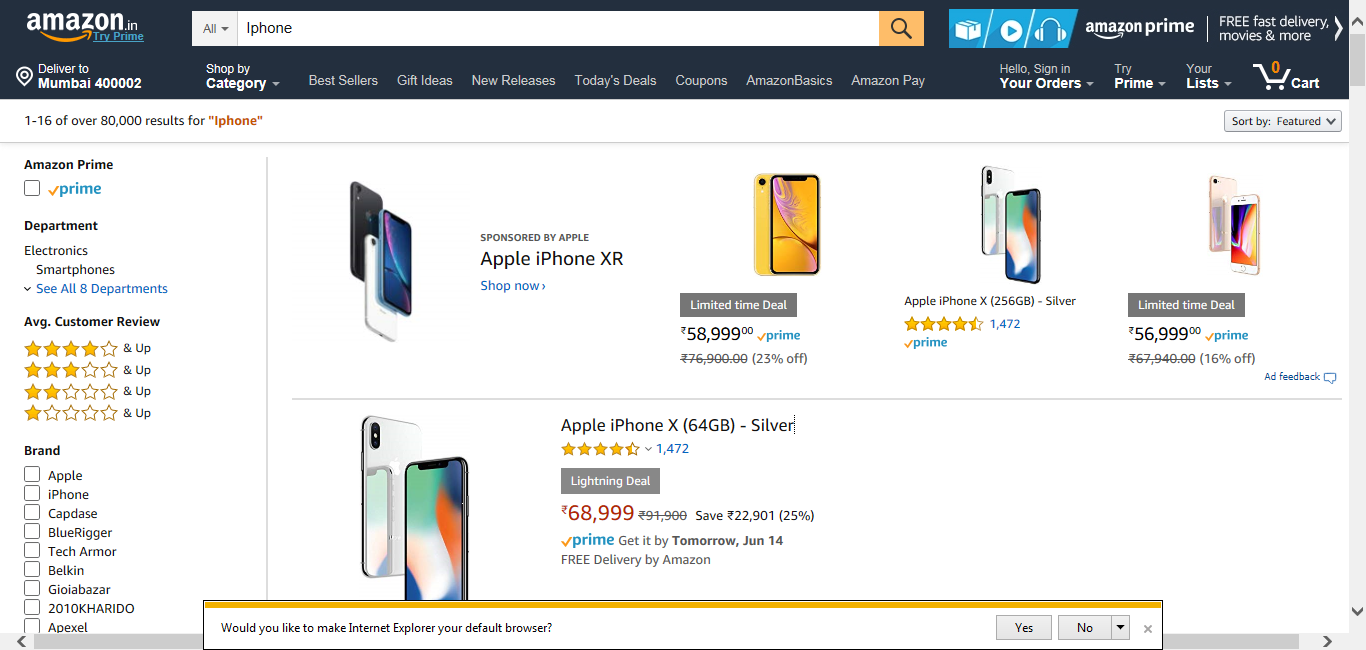 amazon.in
Try Prime
All
Iphone
amazon prime
FREE fast delivery,
movies & more
Deliver to
Mumbai 400002
Shop by
Category
Best Sellers
Gift Ideas
New Releases
Today's Deals
Coupons
AmazonBasics
Amazon Pay
Hello, Sign in
Your Orders
Try
Prime
Your
Lists
0
Cart
1-16 of over 80,000 results for "Iphone"
Sort by: Featured
Amazon Prime
prime
Department
Electronics
Smartphones
See All 8 Departments
Avg. Customer Review
& Up
& Up
& Up
& Up
Brand
Apple
iPhone
Capdase
BlueRigger
Tech Armor
Belkin
Gioiabazar
2010KHARIDO
Apexel
SPONSORED BY APPLE
Apple iPhone XR
Shop now ›
Limited time Deal
₹58,99900 prime
₹76,900.00 (23% off)
Apple iPhone X (256GB) - Silver
1,472
prime
Limited time Deal
₹56,99900 prime
₹67,940.00 (16% off)
Ad feedback
Apple iPhone X (64GB) - Silver
1,472
Lightning Deal
₹68,999 ₹91,900 Save ₹22,901 (25%)
prime Get it by Tomorrow, Jun 14
FREE Delivery by Amazon
Would you like to make Internet Explorer your default browser?
Yes
No